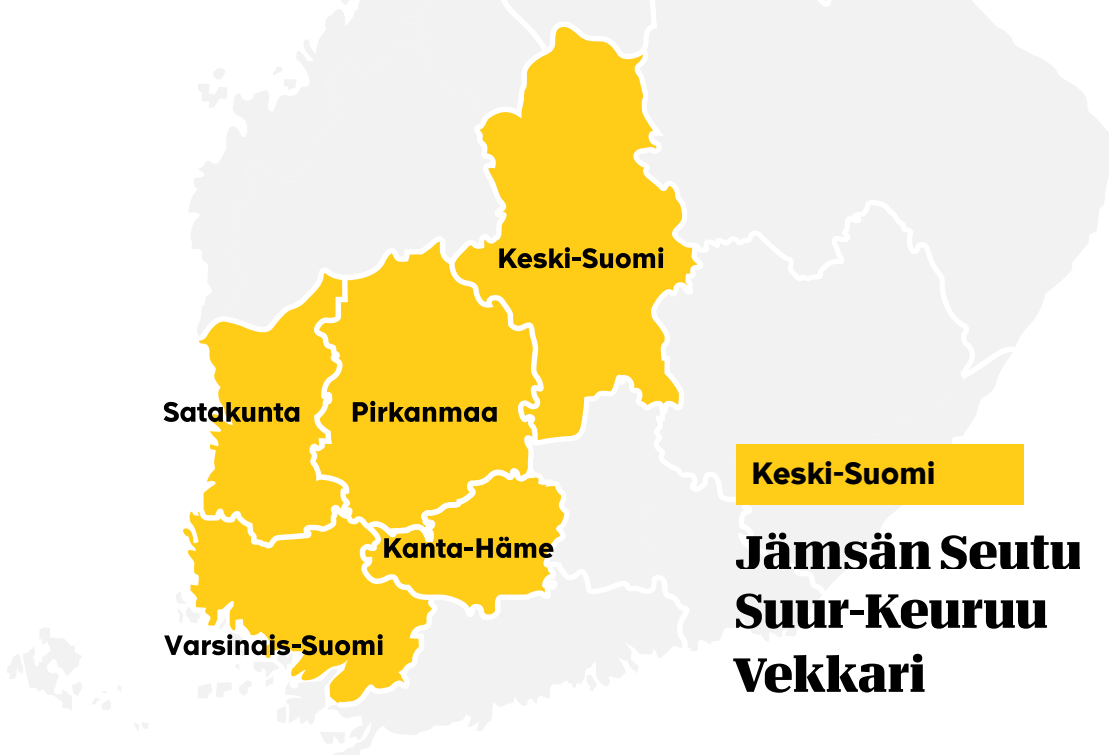 Keski-Suomi
Satakunta
Pirkanmaa
Kanta-Häme
Varsinais-Suomi
Keski-Suomi
Jämsän Seutu
Suur-Keuruu
Vekkari